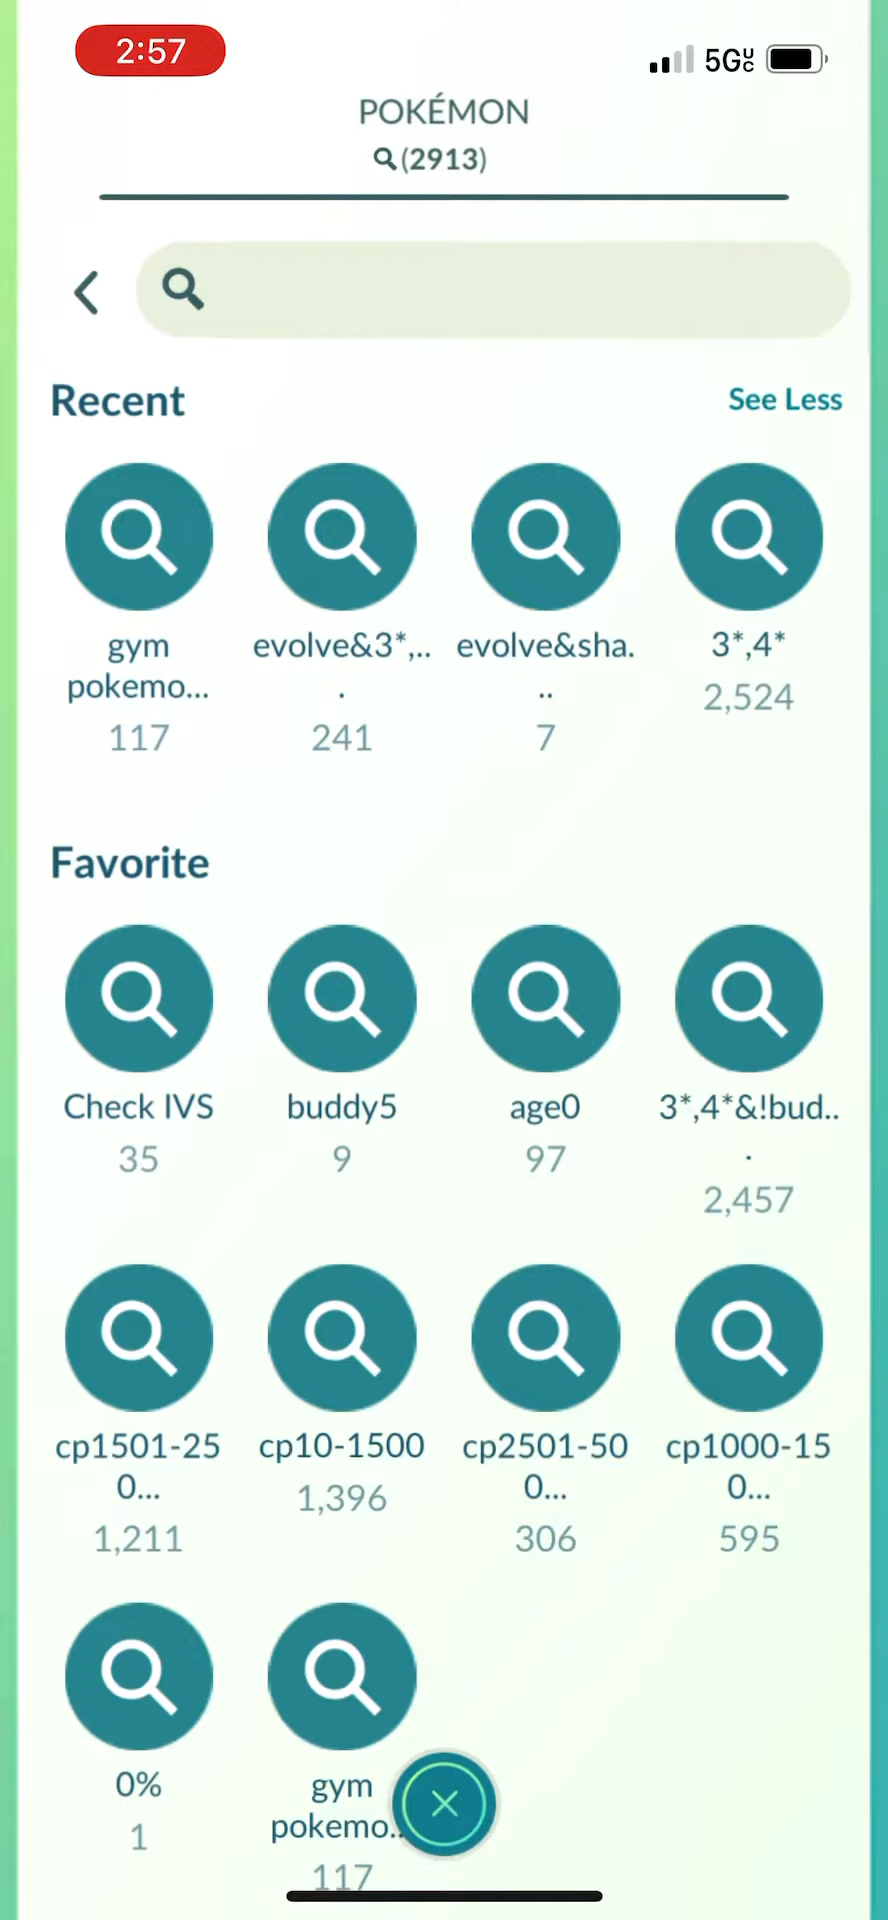 2:57
5GUC
POKÉMON
(2913)
Recent
See Less
gym
pokemo...
117
evolve&3*,..
.
241
evolve&sha.
..
7
3*,4*
2,524
Favorite
Check IVS
35
buddy5
9
age0
97
3*,4*&!bud..
.
2,457
cp1501-25
0...
1,211
cp10-1500
1,396
cp2501-50
0...
306
cp1000-15
0...
595
0%
1
gym
pokemo..
117